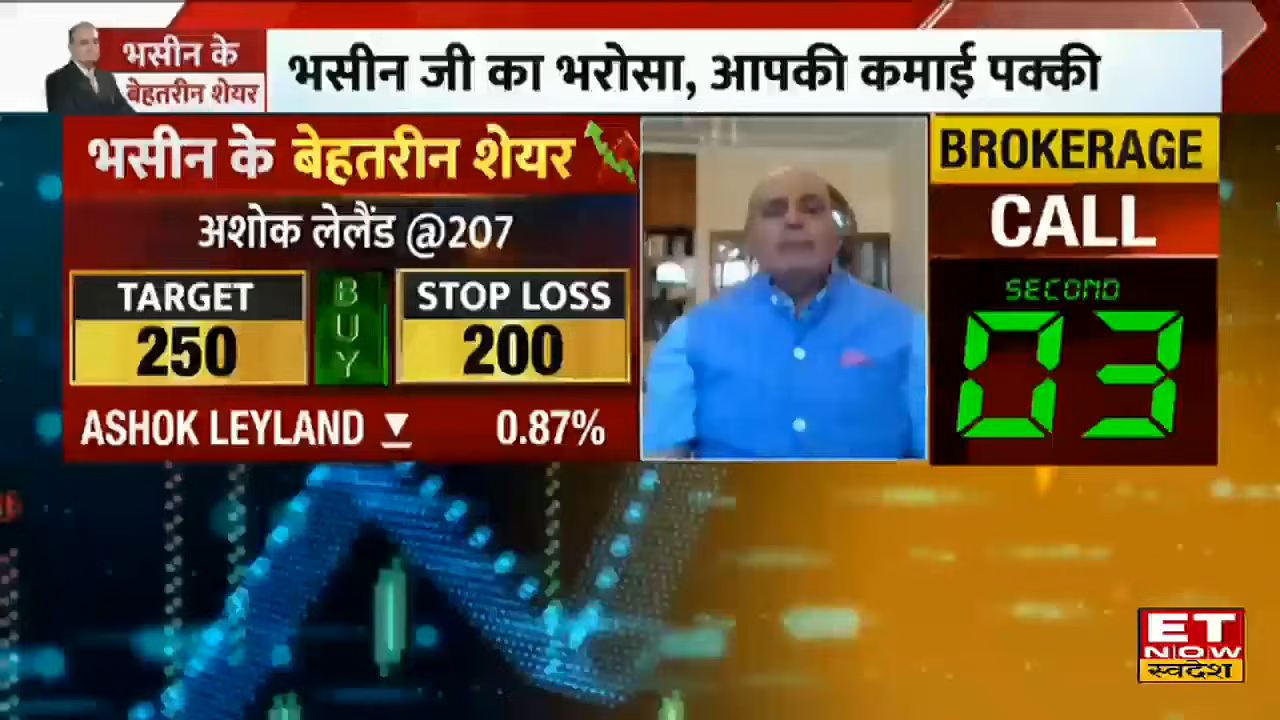 भसीन के
बेहतरीन शेयर
भसीन जी का भरोसा, आपकी कमाई पक्की
भसीन के बेहतरीन शेयर
अशोक लेलैंड @207
TARGET
250
BUY
STOP LOSS
200
ASHOK LEYLAND 0.87%
BROKERAGE
CALL
SECOND
03
ET
NOW
स्वदेश